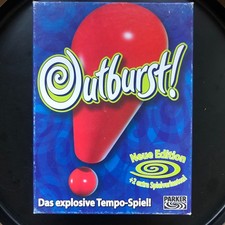 Outburst!
Neue Edition
+2 extra Spielvarianten!
Das explosive Tempo-Spiel!!
PARKER